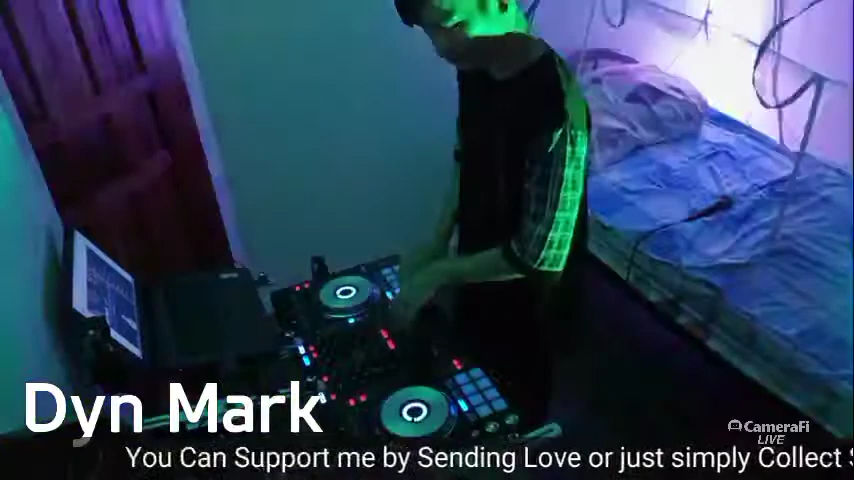 Dyn Mark
CameraFi
LIVE
You Can Support me by Sending Love or just simply Collect